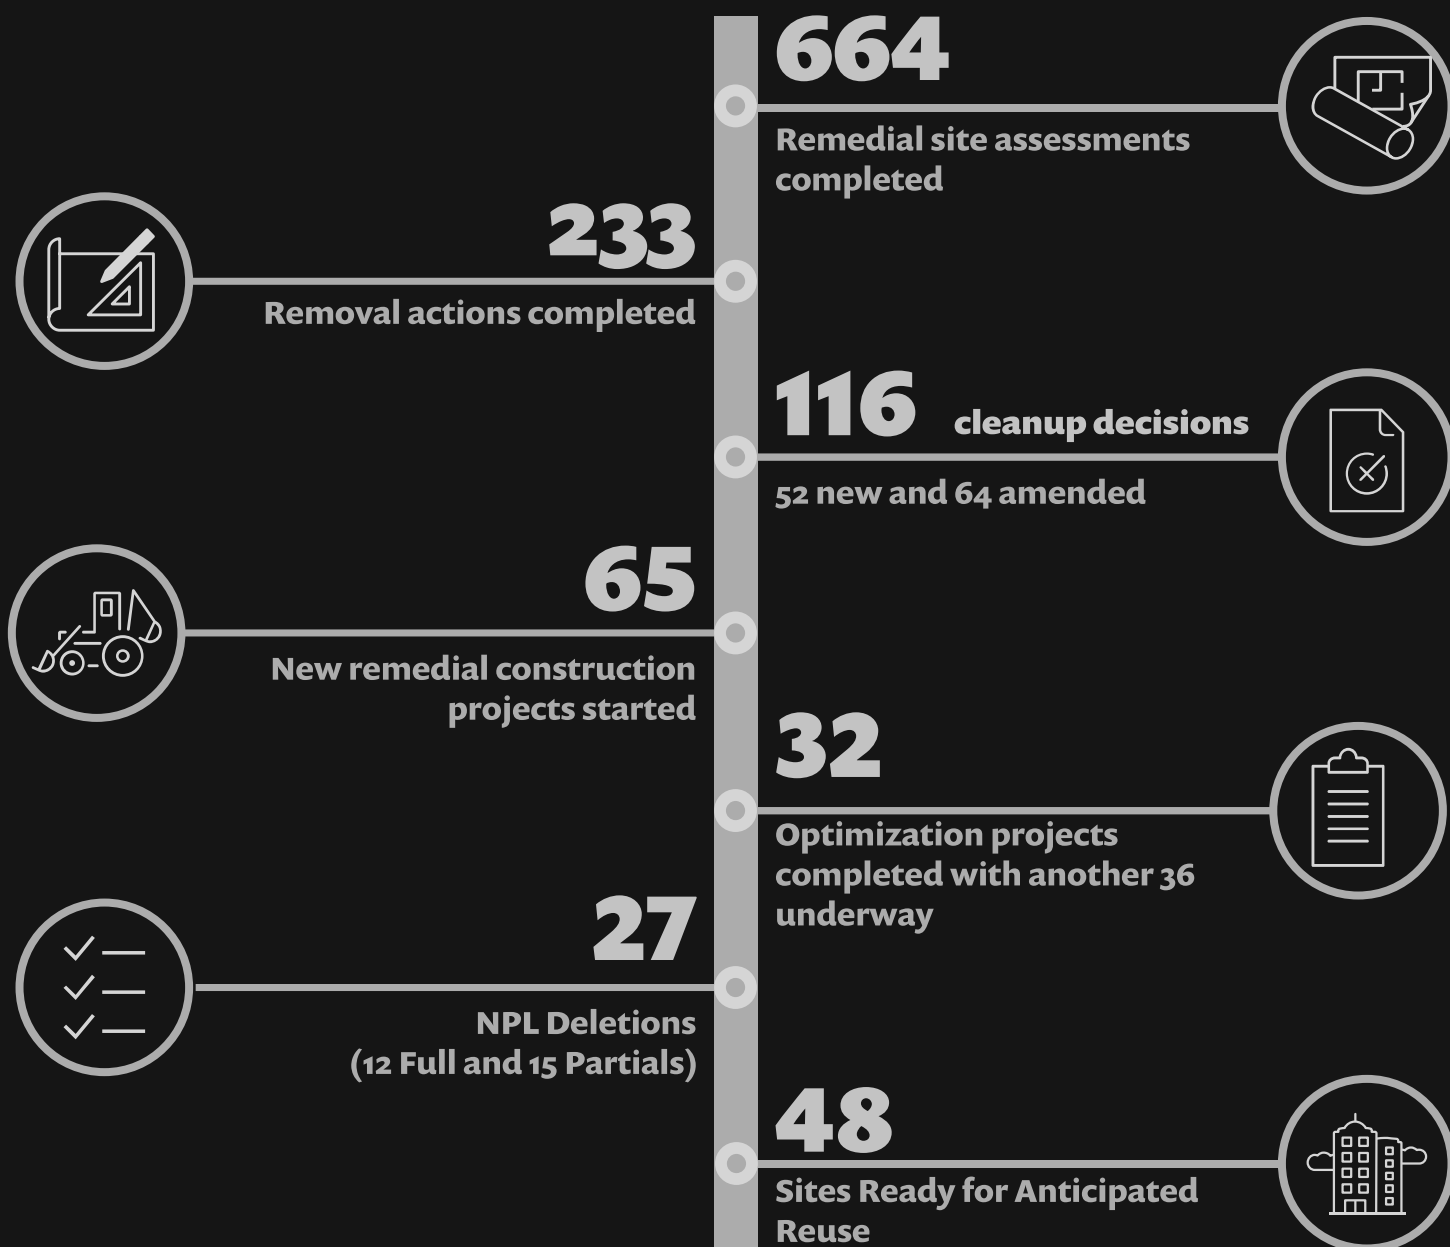 664
Remedial site assessments
completed
233
Removal actions completed
116 cleanup decisions
52 new and 64 amended
65
New remedial construction
projects started
32
Optimization projects
completed with another 36
underway
27
NPL Deletions
(12 Full and 15 Partials)
48
Sites Ready for Anticipated
Reuse